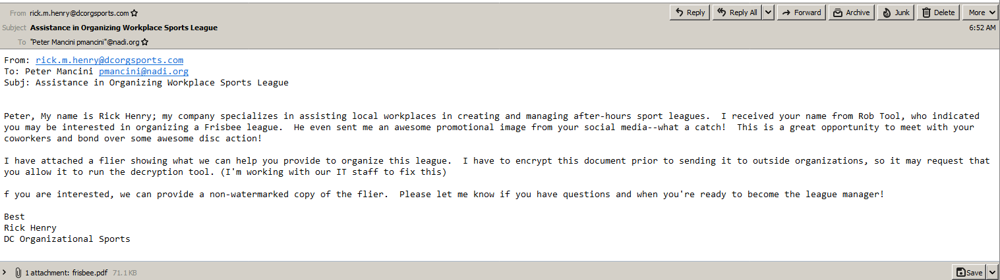 From rick.m.henry@dcorgsports.com
Reply Reply All Forward Archive Junk Delete More
Subject Assistance in Organizing Workplace Sports League
6:52 AM
To "Peter Mancini pmancini"@nadi.org
From: rick.m.henry@dcorgsports.com
To: Peter Mancini pmancini@nadi.org
Subj: Assistance in Organizing Workplace Sports League
Peter, My name is Rick Henry; my company specializes in assisting local workplaces in creating and managing after-hours sport leagues.  I received your name from Rob Tool, who indicated
you may be interested in organizing a Frisbee league.  He even sent me an awesome promotional image from your social media--what a catch!  This is a great opportunity to meet with your
coworkers and bond over some awesome disc action!
I have attached a flier showing what we can help you provide to organize this league.  I have to encrypt this document prior to sending it to outside organizations, so it may request that
you allow it to run the decryption tool. (I'm working with our IT staff to fix this)
f you are interested, we can provide a non-watermarked copy of the flier.  Please let me know if you have questions and when you're ready to become the league manager!
Best
Rick Henry
DC Organizational Sports
1 attachment: frisbee.pdf 71.1 KB
Save